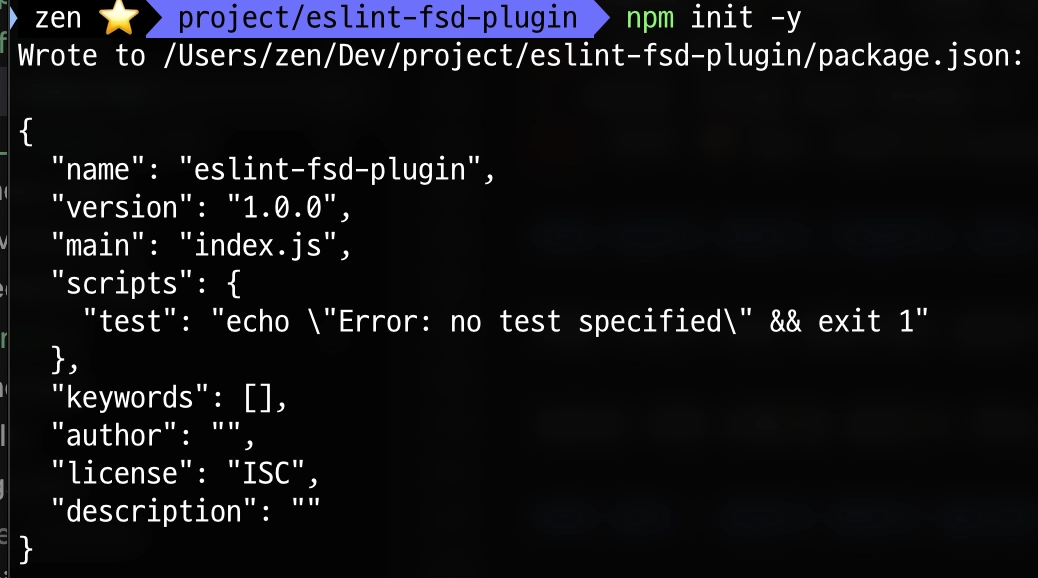 zen ⭐ project/eslint-fsd-plugin npm init -y
Wrote to /Users/zen/Dev/project/eslint-fsd-plugin/package.json:
{
"name": "eslint-fsd-plugin",
"version": "1.0.0",
"main": "index.js",
"scripts": {
"test": "echo \"Error: no test specified\" && exit 1"
},
"keywords": [],
"author": "",
"license": "ISC",
"description": ""
}